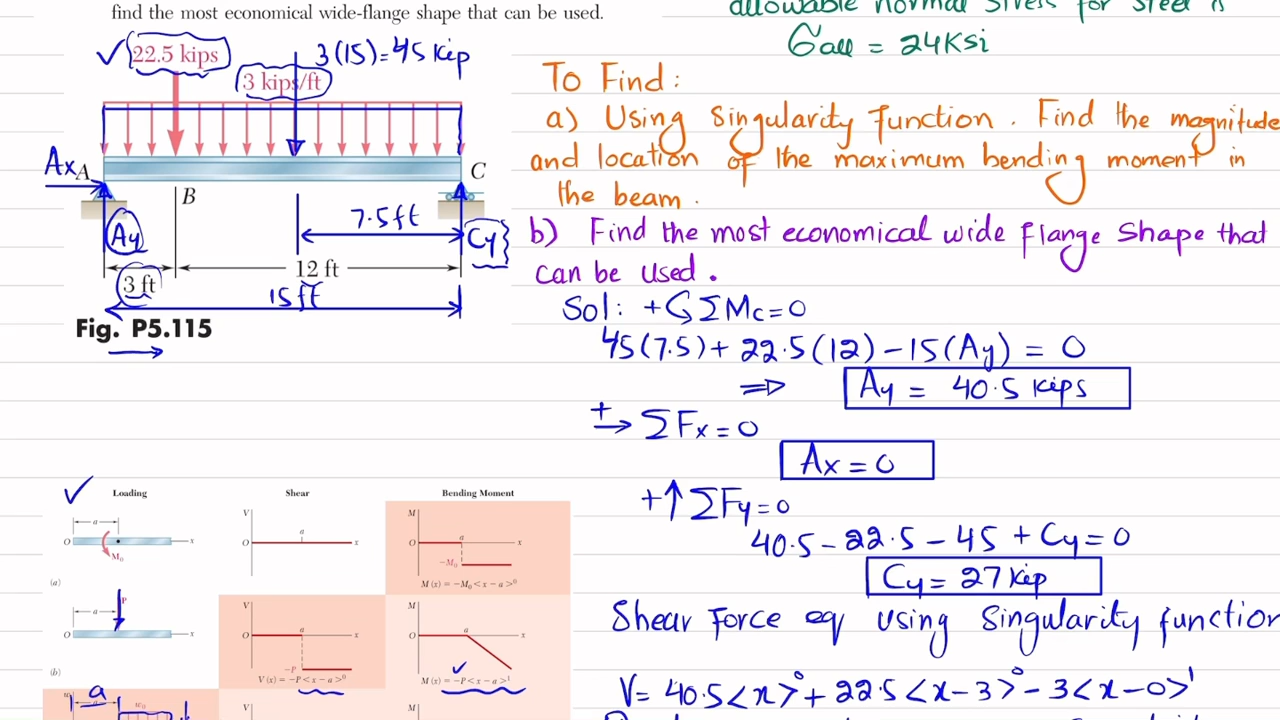 find the most economical wide-flange shape that can be used.
✓ 22.5 kips 3(15)=45 kip
3 kips/ft
Ax A C
B
Ay 7.5ft Cy
3 ft 12 ft
15ft
Fig. P5.115
allowable normal stress for steel is
σall = 24Ksi
To Find:
a) Using Singularity function. Find the magnitude
and location of the maximum bending moment in
the beam.
b) Find the most economical wide flange shape that
can be used.
Sol: +↺ ΣMc=0
45(7.5)+ 22.5(12) - 15(Ay) = 0
⇒ Ay = 40.5 kips
+→ ΣFx=0
Ax=0
+↑ ΣFy=0
40.5 - 22.5 - 45 + Cy = 0
Cy = 27 kip
Shear Force eq using Singularity function
V= 40.5<x>⁰ + 22.5<x-3>⁰ - 3<x-0>¹
✓ Loading Shear Bending Moment
a V M
O x O a x O a x
M₀ -M₀
(a) M(x) = -M₀<x - a>⁰
P V M
a a a
O x O x O x
-P ✓
(b) V(x) = -P<x - a>⁰ M(x) = -P<x - a>¹
w₀ a w₀ V M